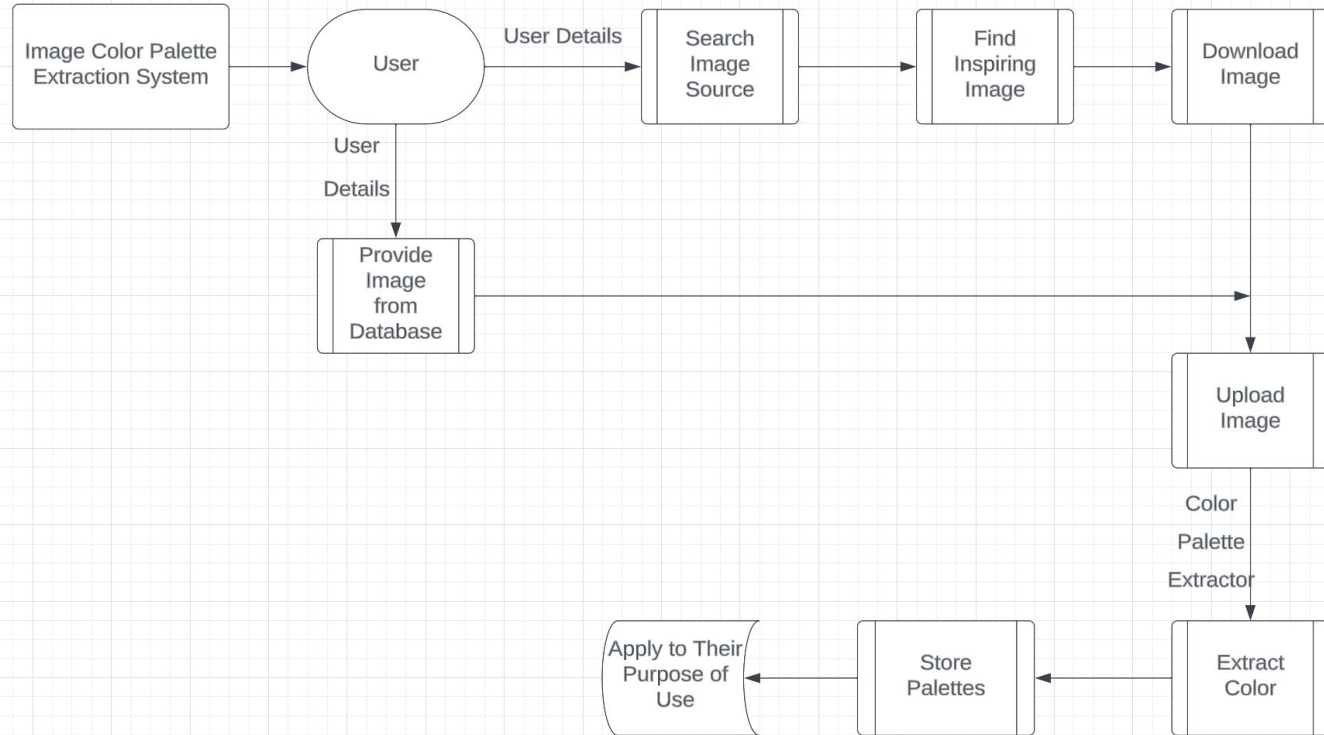 Image Color Palette
Extraction System
User
User Details
Search
Image
Source
Find
Inspiring
Image
Download
Image
User
Details
Provide
Image
from
Database
Upload
Image
Color
Palette
Extractor
Extract
Color
Store
Palettes
Apply to Their
Purpose of
Use